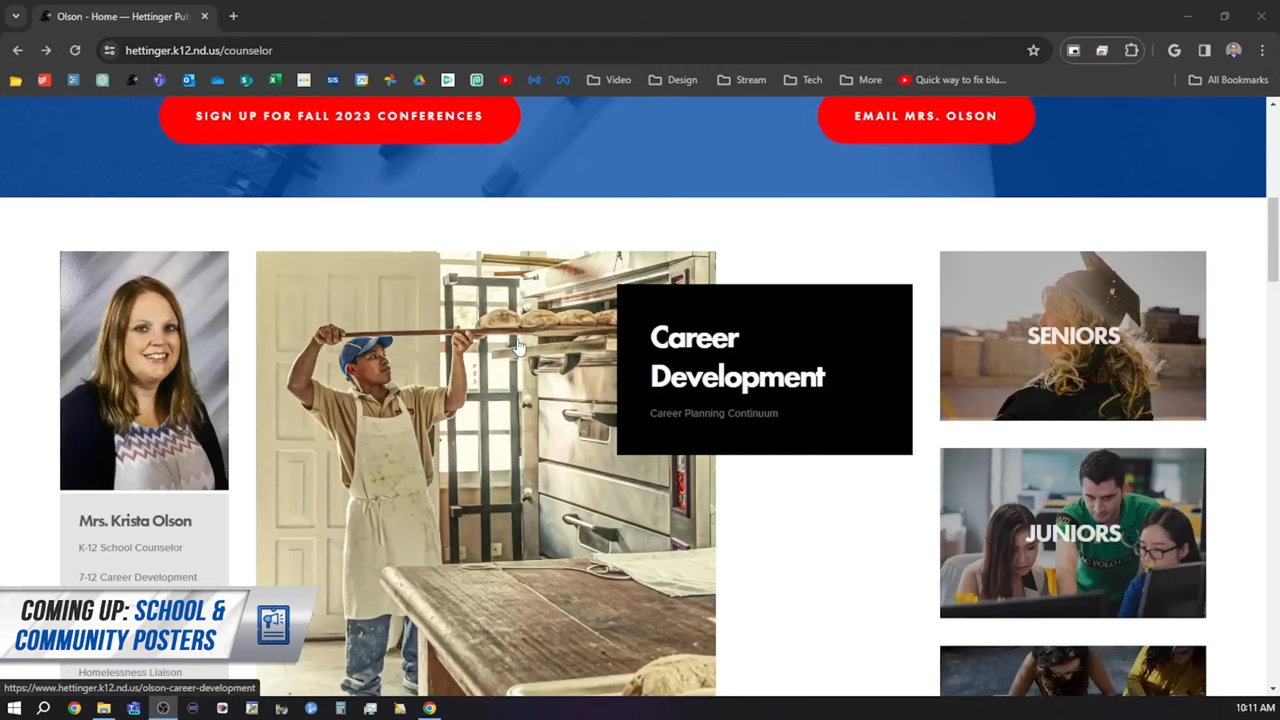 Olson - Home — Hettinger Pu
hettinger.k12.nd.us/counselor
SIS
Video
Design
Stream
Tech
More
Quick way to fix blu...
All Bookmarks
SIGN UP FOR FALL 2023 CONFERENCES
EMAIL MRS. OLSON
Career
Development
Career Planning Continuum
SENIORS
JUNIORS
Mrs. Krista Olson
K-12 School Counselor
7-12 Career Development
COMING UP: SCHOOL &
COMMUNITY POSTERS
Homelessness Liaison
https://www.hettinger.k12.nd.us/olson-career-development
10:11 AM